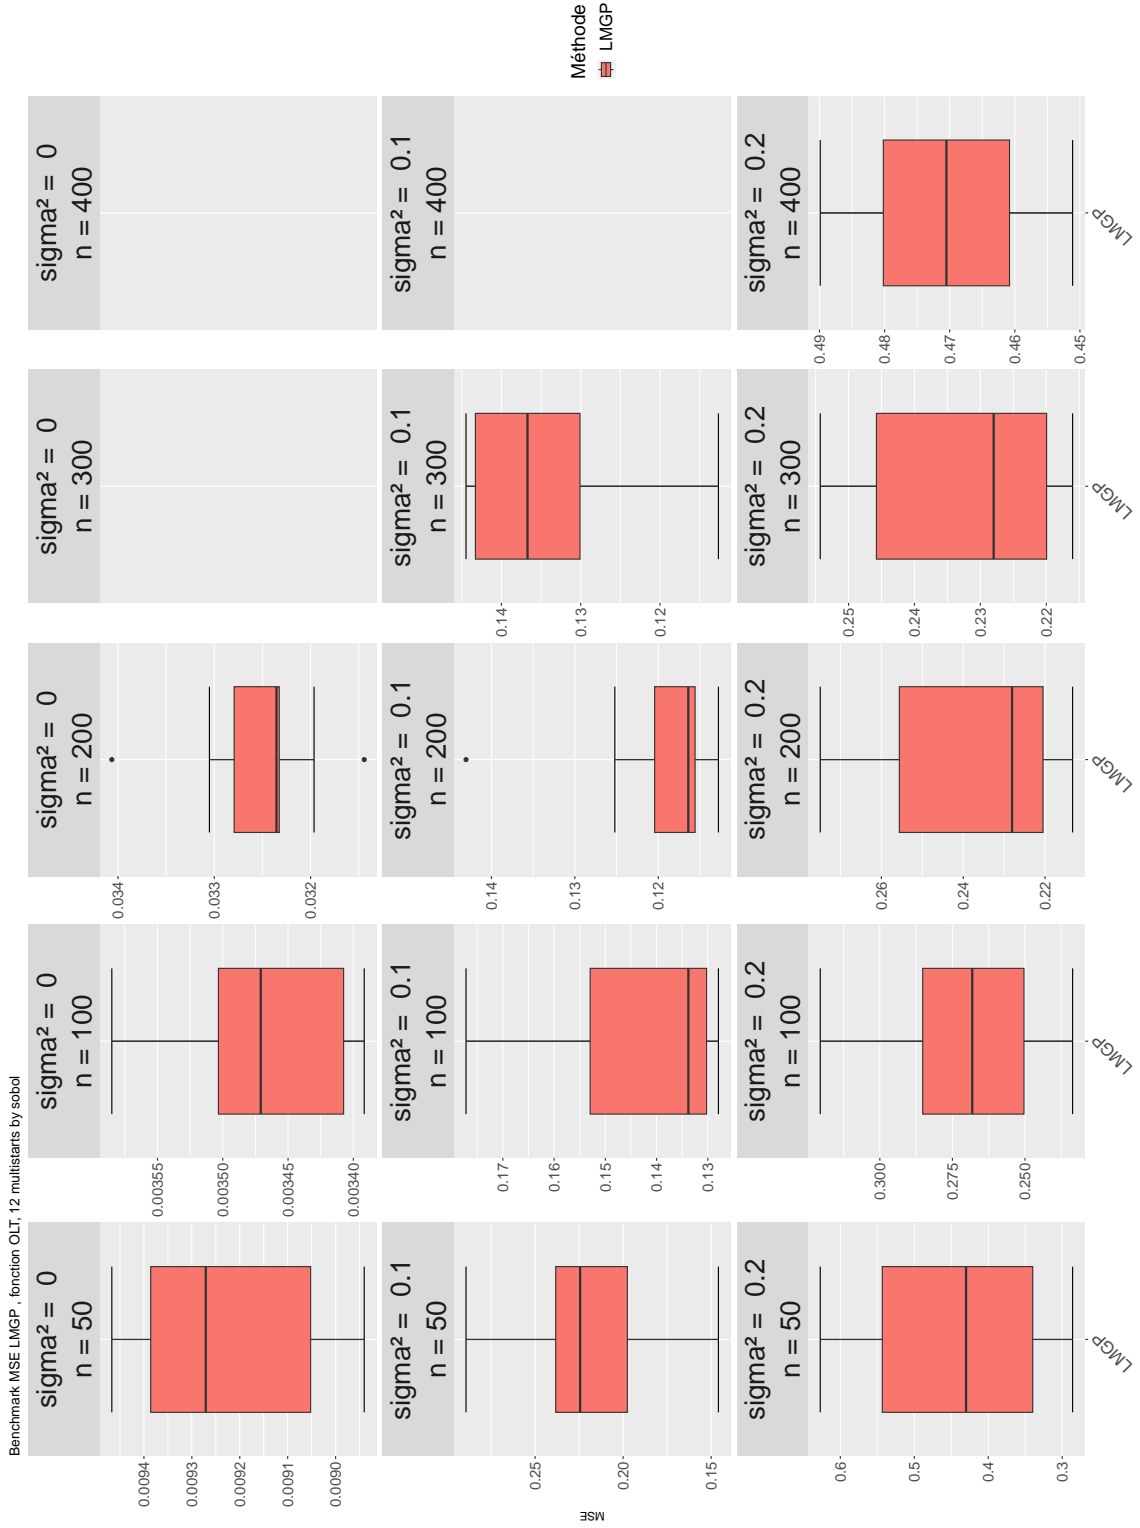 Benchmark MSE LMGP , fonction OLT, 12 multistarts by sobol
sigma² = 0
n = 50
sigma² = 0
n = 100
sigma² = 0
n = 200
sigma² = 0
n = 300
sigma² = 0
n = 400
0.0094
0.0093
0.0092
0.0091
0.0090
0.00355
0.00350
0.00345
0.00340
0.034
0.033
0.032
sigma² = 0.1
n = 50
sigma² = 0.1
n = 100
sigma² = 0.1
n = 200
sigma² = 0.1
n = 300
sigma² = 0.1
n = 400
0.25
0.20
0.15
0.17
0.16
0.15
0.14
0.13
0.14
0.13
0.12
0.14
0.13
0.12
sigma² = 0.2
n = 50
sigma² = 0.2
n = 100
sigma² = 0.2
n = 200
sigma² = 0.2
n = 300
sigma² = 0.2
n = 400
0.6
0.5
0.4
0.3
0.300
0.275
0.250
0.26
0.24
0.22
0.25
0.24
0.23
0.22
0.49
0.48
0.47
0.46
0.45
LMGP
LMGP
LMGP
LMGP
LMGP
MSE
Méthode
LMGP